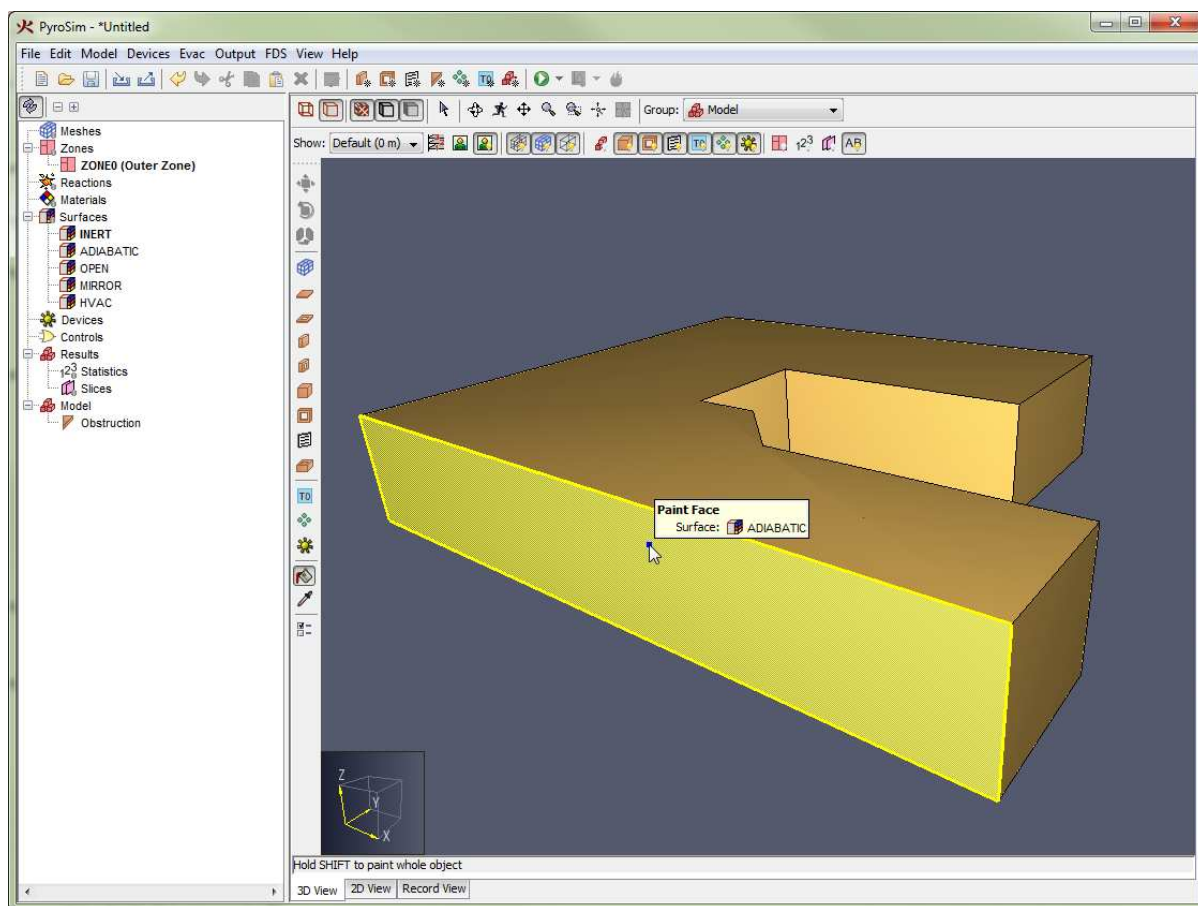 PyroSim - *Untitled
File Edit Model Devices Evac Output FDS View Help
Group: Model
Show: Default (0 m)
AB
Meshes
Zones
ZONE0 (Outer Zone)
Reactions
Materials
Surfaces
INERT
ADIABATIC
OPEN
MIRROR
HVAC
Devices
Controls
Results
Statistics
Slices
Model
Obstruction
Paint Face
Surface: ADIABATIC
Z
Y
X
Hold SHIFT to paint whole object
3D View 2D View Record View